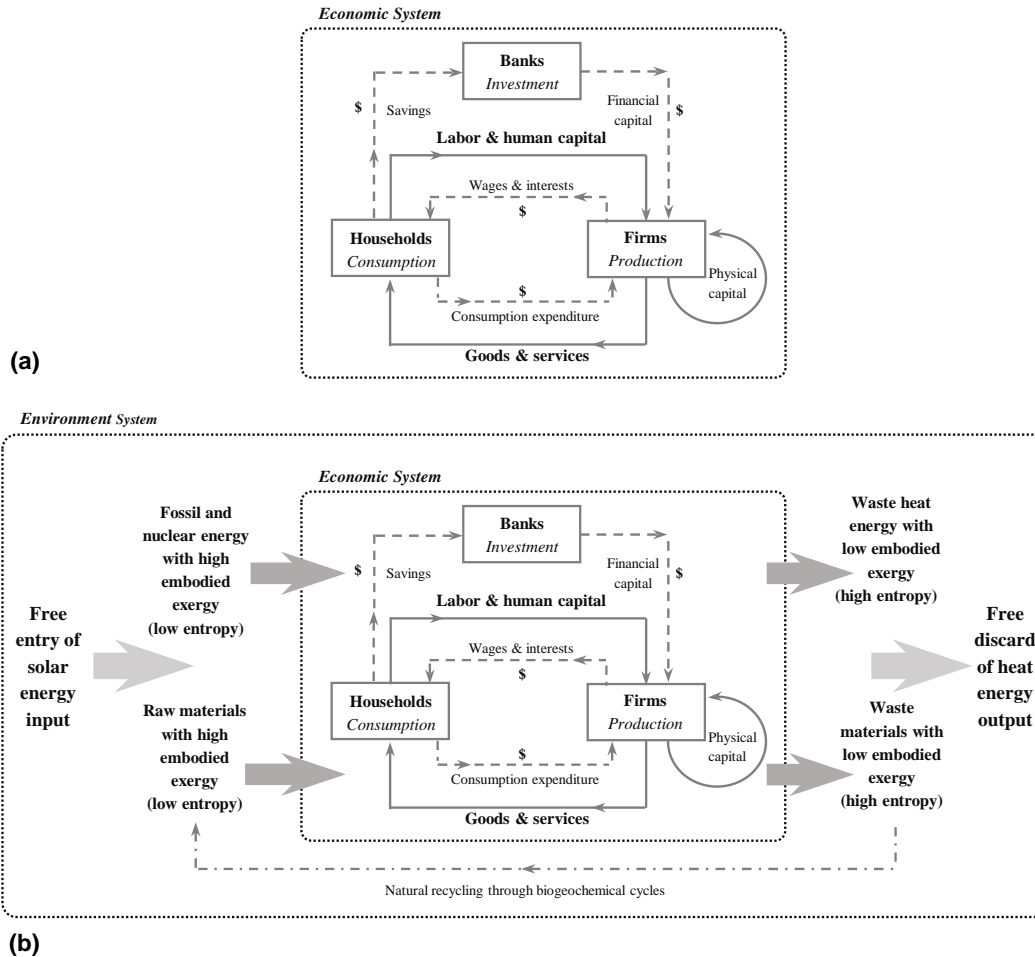 Economic System
Banks
Investment
$
Savings
Financial
capital
$
Labor & human capital
Wages & interests
$
Households
Consumption
Firms
Production
Physical
capital
$
Consumption expenditure
Goods & services
(a)
Environment System
Economic System
Free
entry of
solar
energy
input
Fossil and
nuclear energy
with high
embodied
exergy
(low entropy)
Raw materials
with high
embodied
exergy
(low entropy)
Banks
Investment
$
Savings
Financial
capital
$
Labor & human capital
Wages & interests
$
Households
Consumption
Firms
Production
Physical
capital
$
Consumption expenditure
Goods & services
Waste heat
energy with
low embodied
exergy
(high entropy)
Waste
materials with
low embodied
exergy
(high entropy)
Free
discard
of heat
energy
output
Natural recycling through biogeochemical cycles
(b)